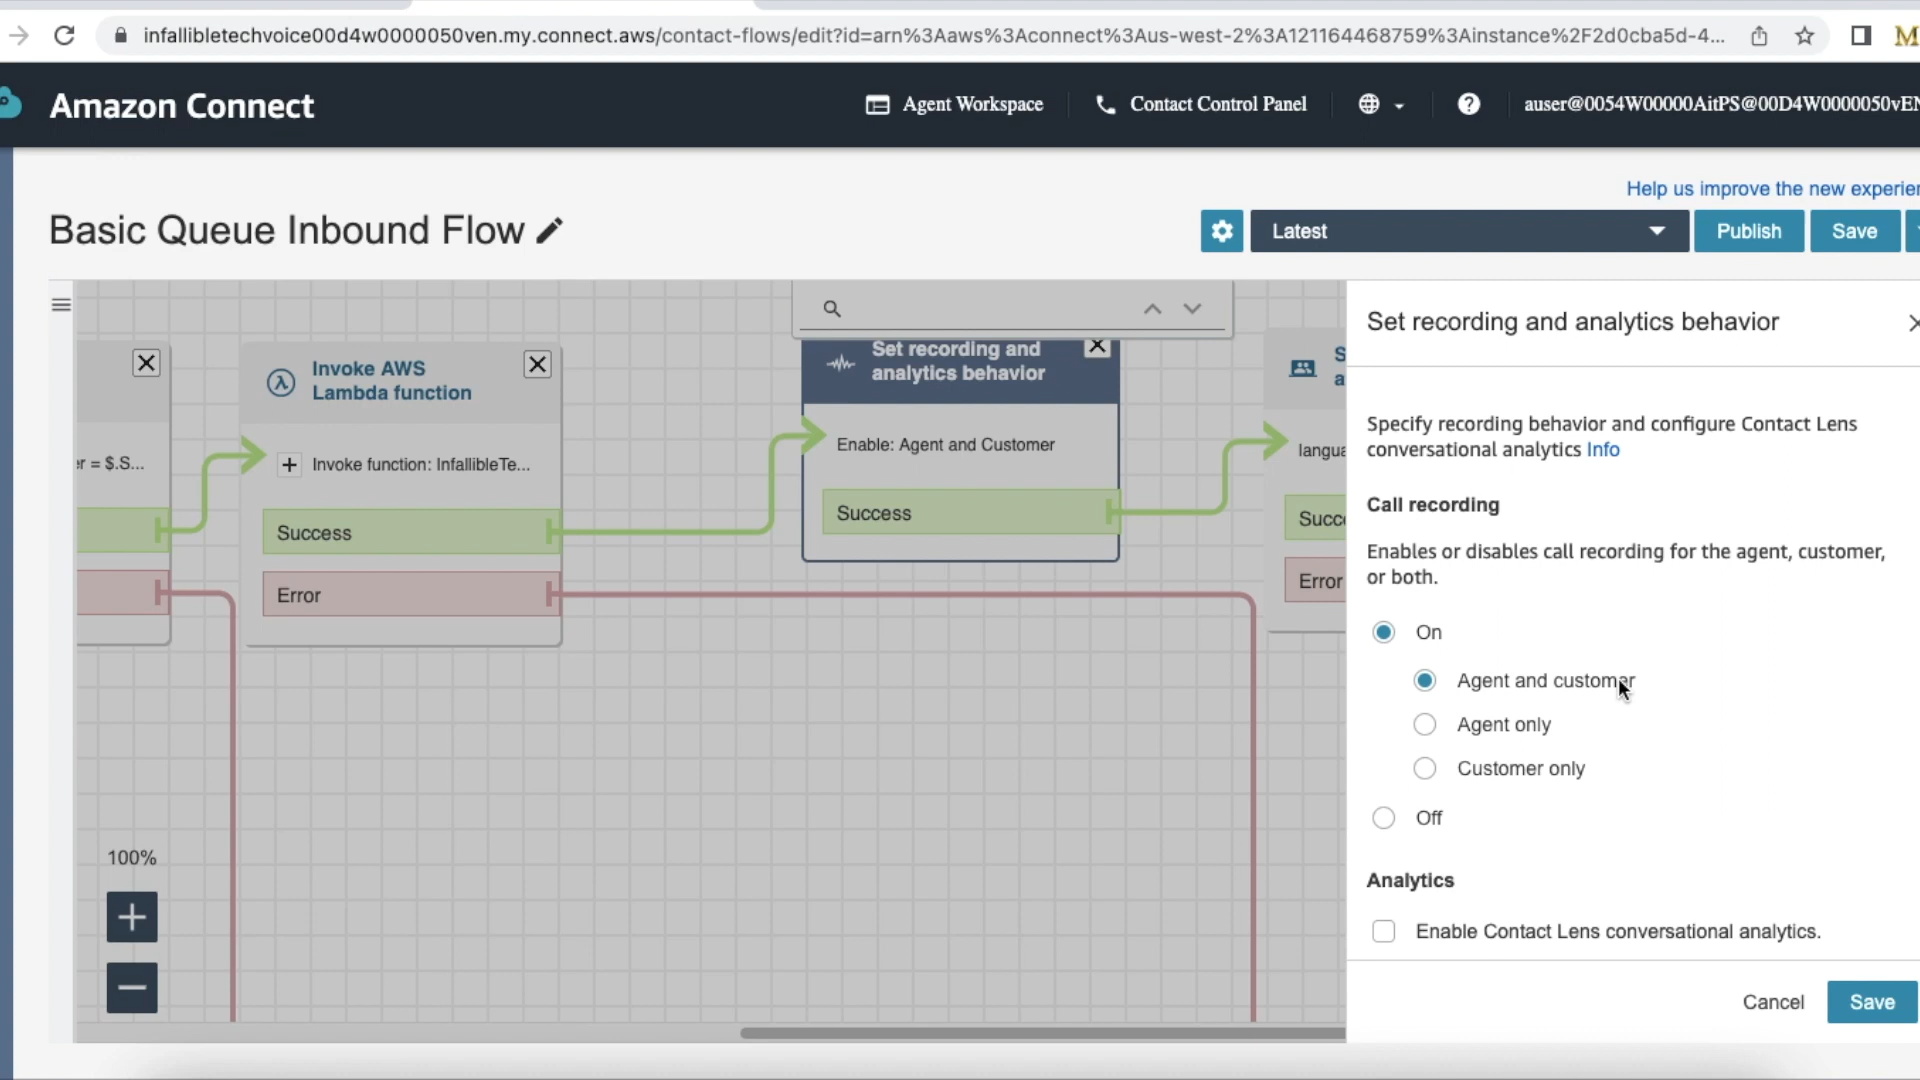 infallibletechvoice00d4w0000050ven.my.connect.aws/contact-flows/edit?id=arn%3Aaws%3Aconnect%3Aus-west-2%3A121164468759%3Ainstance%2F2d0cba5d-4...
Amazon Connect
Agent Workspace
Contact Control Panel
auser@0054W00000AitPS@00D4W0000050vEN
Help us improve the new experier
Basic Queue Inbound Flow
Latest
Publish
Save
Set recording and analytics behavior
Invoke AWS
Lambda function
Set recording and
analytics behavior
S
a
r = $.S...
Invoke function: InfallibleTe...
Enable: Agent and Customer
langua
Success
Error
Success
Succe
Error
Specify recording behavior and configure Contact Lens
conversational analytics Info
Call recording
Enables or disables call recording for the agent, customer,
or both.
On
Agent and customer
Agent only
Customer only
Off
Analytics
Enable Contact Lens conversational analytics.
100%
Cancel
Save